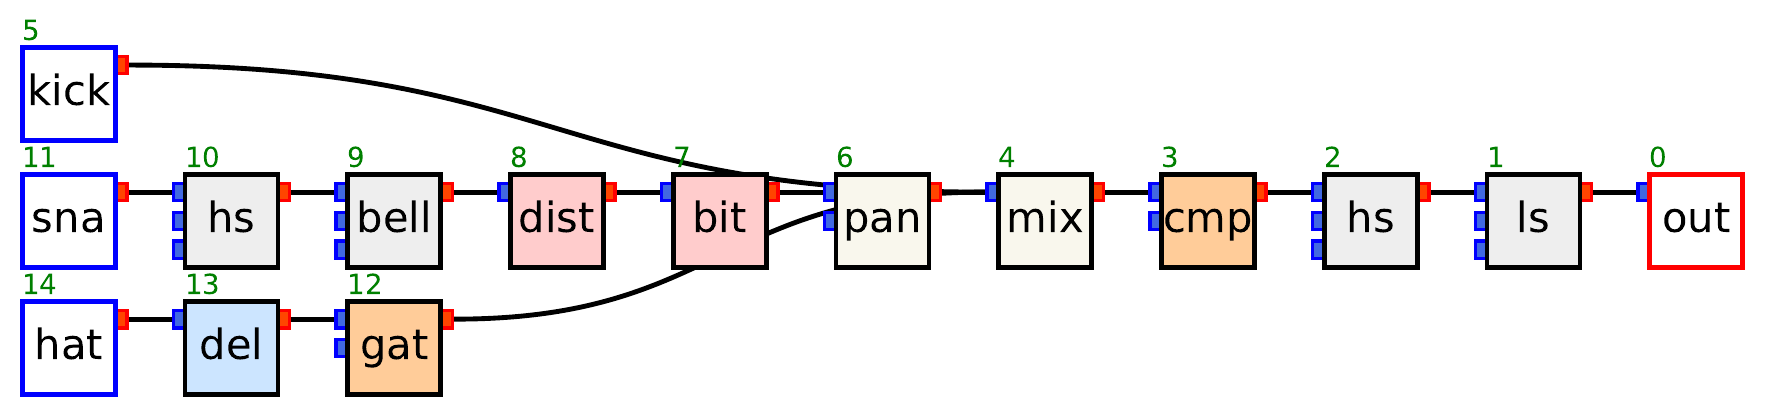 5
kick
11 10 9 8 7 6 4 3 2 1 0
sna hs bell dist bit pan mix cmp hs ls out
14 13 12
hat del gat